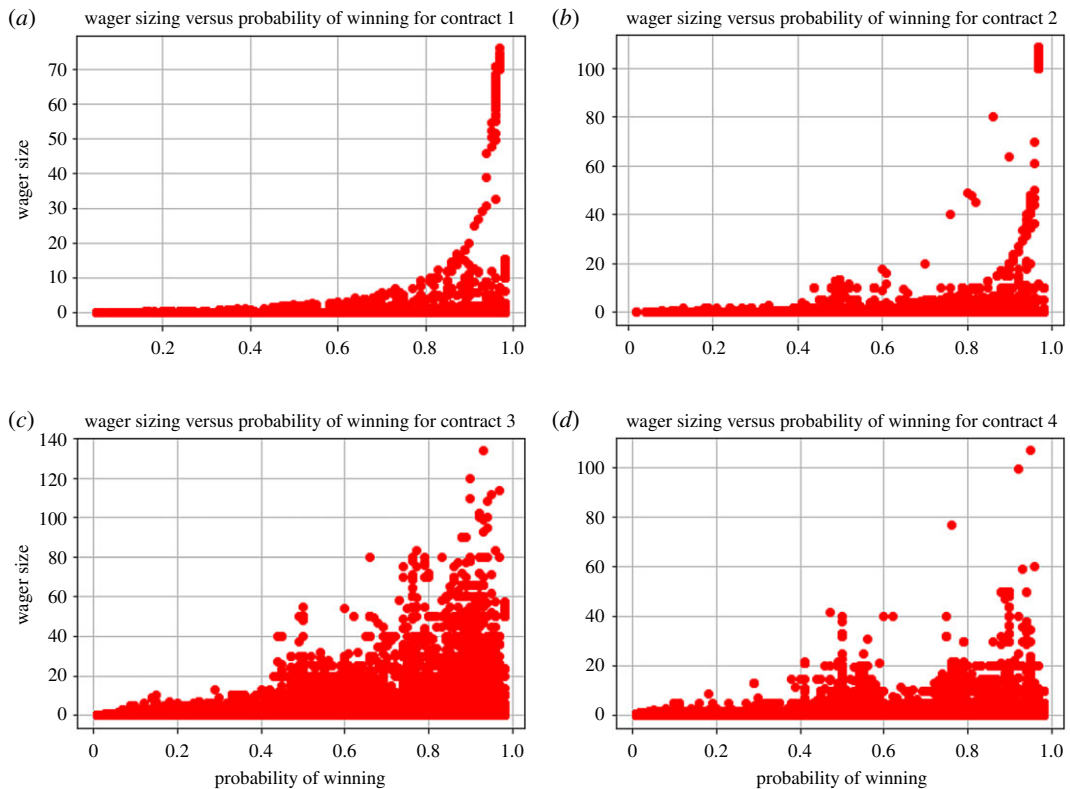 (a) wager sizing versus probability of winning for contract 1
70
60
50
40
30
20
10
0
wager size
0.2 0.4 0.6 0.8 1.0
(b) wager sizing versus probability of winning for contract 2
100
80
60
40
20
0
0 0.2 0.4 0.6 0.8 1.0
(c) wager sizing versus probability of winning for contract 3
140
120
100
80
60
40
20
0
wager size
0 0.2 0.4 0.6 0.8 1.0
probability of winning
(d) wager sizing versus probability of winning for contract 4
100
80
60
40
20
0
0 0.2 0.4 0.6 0.8 1.0
probability of winning